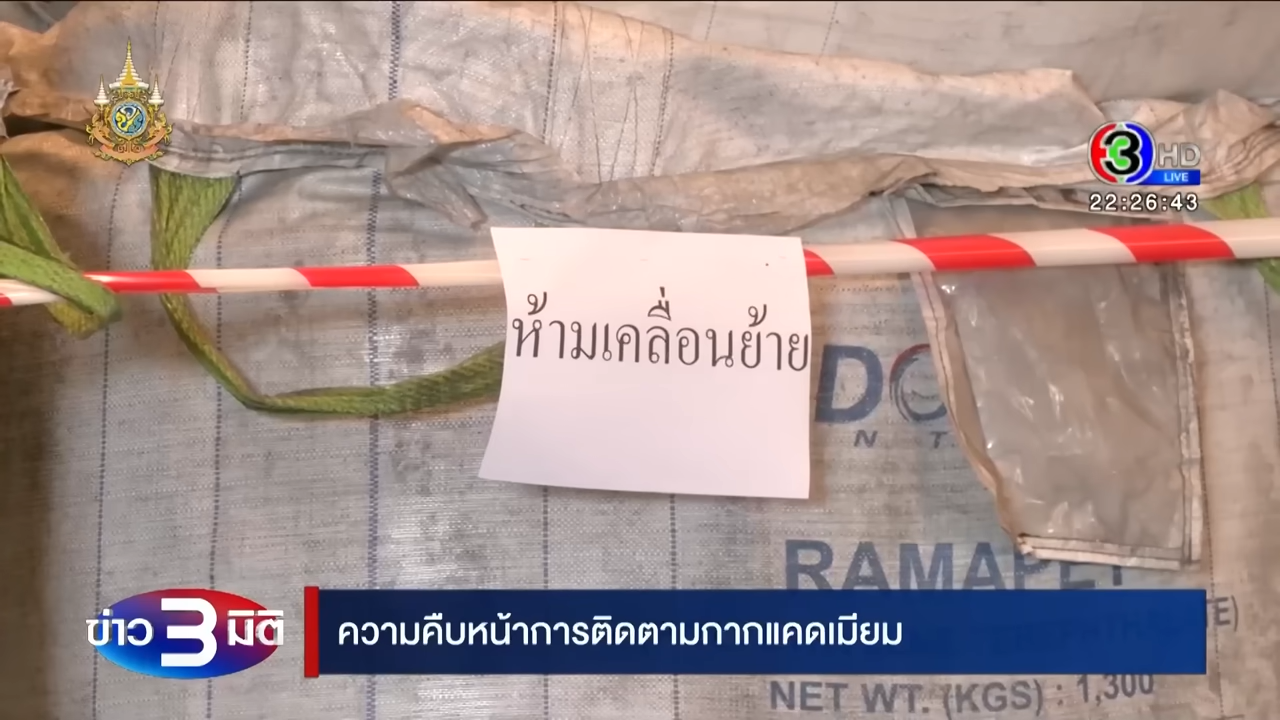 3 HD
LIVE
22:26:43
ห้ามเคลื่อนย้าย
RAMAPET
ข่าว 3 มิติ
ความคืบหน้าการติดตามกากแคดเมียม
NET WT. (KGS) : 1,300